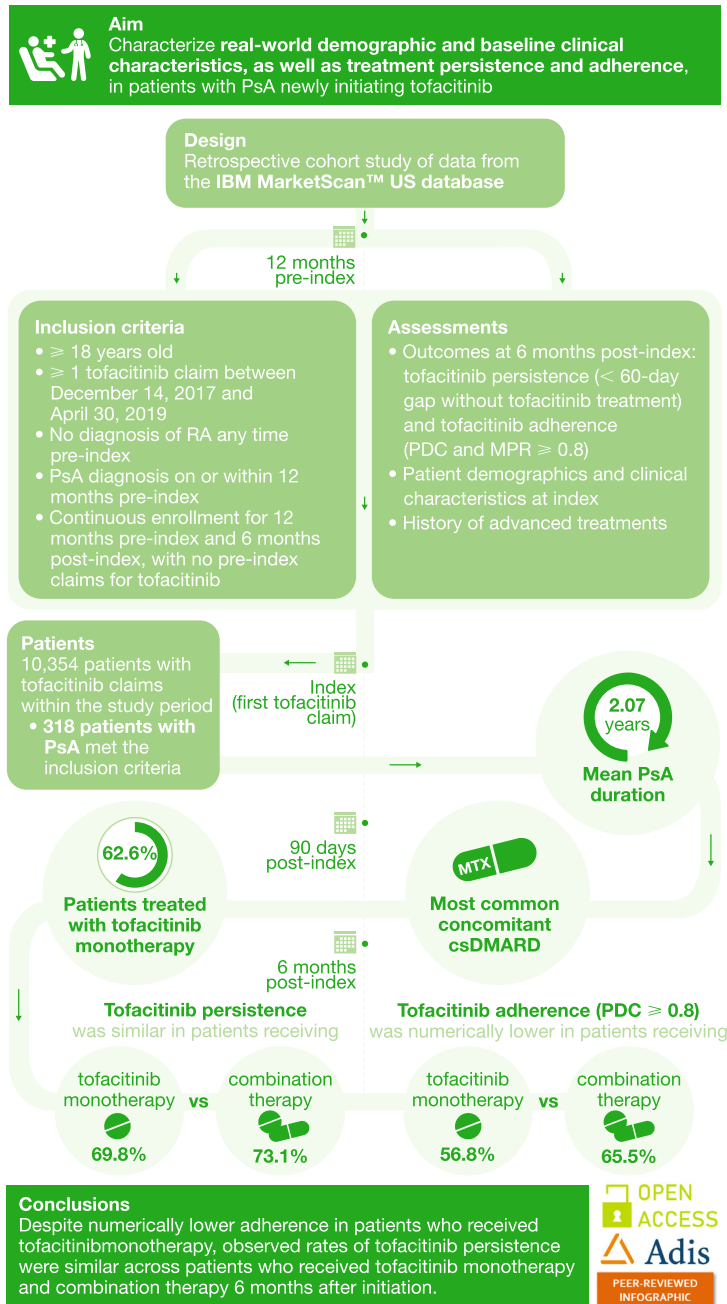 Aim
Characterize real-world demographic and baseline clinical
characteristics, as well as treatment persistence and adherence,
in patients with PsA newly initiating tofacitinib
Design
Retrospective cohort study of data from
the IBM MarketScan™ US database
12 months
pre-index
Inclusion criteria
• ⩾ 18 years old
• ⩾ 1 tofacitinib claim between
December 14, 2017 and
April 30, 2019
• No diagnosis of RA any time
pre-index
• PsA diagnosis on or within 12
months pre-index
• Continuous enrollment for 12
months pre-index and 6 months
post-index, with no pre-index
claims for tofacitinib
Assessments
• Outcomes at 6 months post-index:
tofacitinib persistence (< 60-day
gap without tofacitinib treatment)
and tofacitinib adherence
(PDC and MPR ⩾ 0.8)
• Patient demographics and clinical
characteristics at index
• History of advanced treatments
Patients
10,354 patients with
tofacitinib claims
within the study period
• 318 patients with
PsA met the
inclusion criteria
Index
(first tofacitinib
claim)
2.07
years
Mean PsA
duration
90 days
post-index
62.6%
Patients treated
with tofacitinib
monotherapy
MTX
Most common
concomitant
csDMARD
6 months
post-index
Tofacitinib persistence
was similar in patients receiving
tofacitinib
monotherapy
69.8%
vs
combination
therapy
73.1%
Tofacitinib adherence (PDC ⩾ 0.8)
was numerically lower in patients receiving
tofacitinib
monotherapy
56.8%
vs
combination
therapy
65.5%
Conclusions
Despite numerically lower adherence in patients who received
tofacitinibmonotherapy, observed rates of tofacitinib persistence
were similar across patients who received tofacitinib monotherapy
and combination therapy 6 months after initiation.
OPEN
ACCESS
Adis
PEER-REVIEWED
INFOGRAPHIC